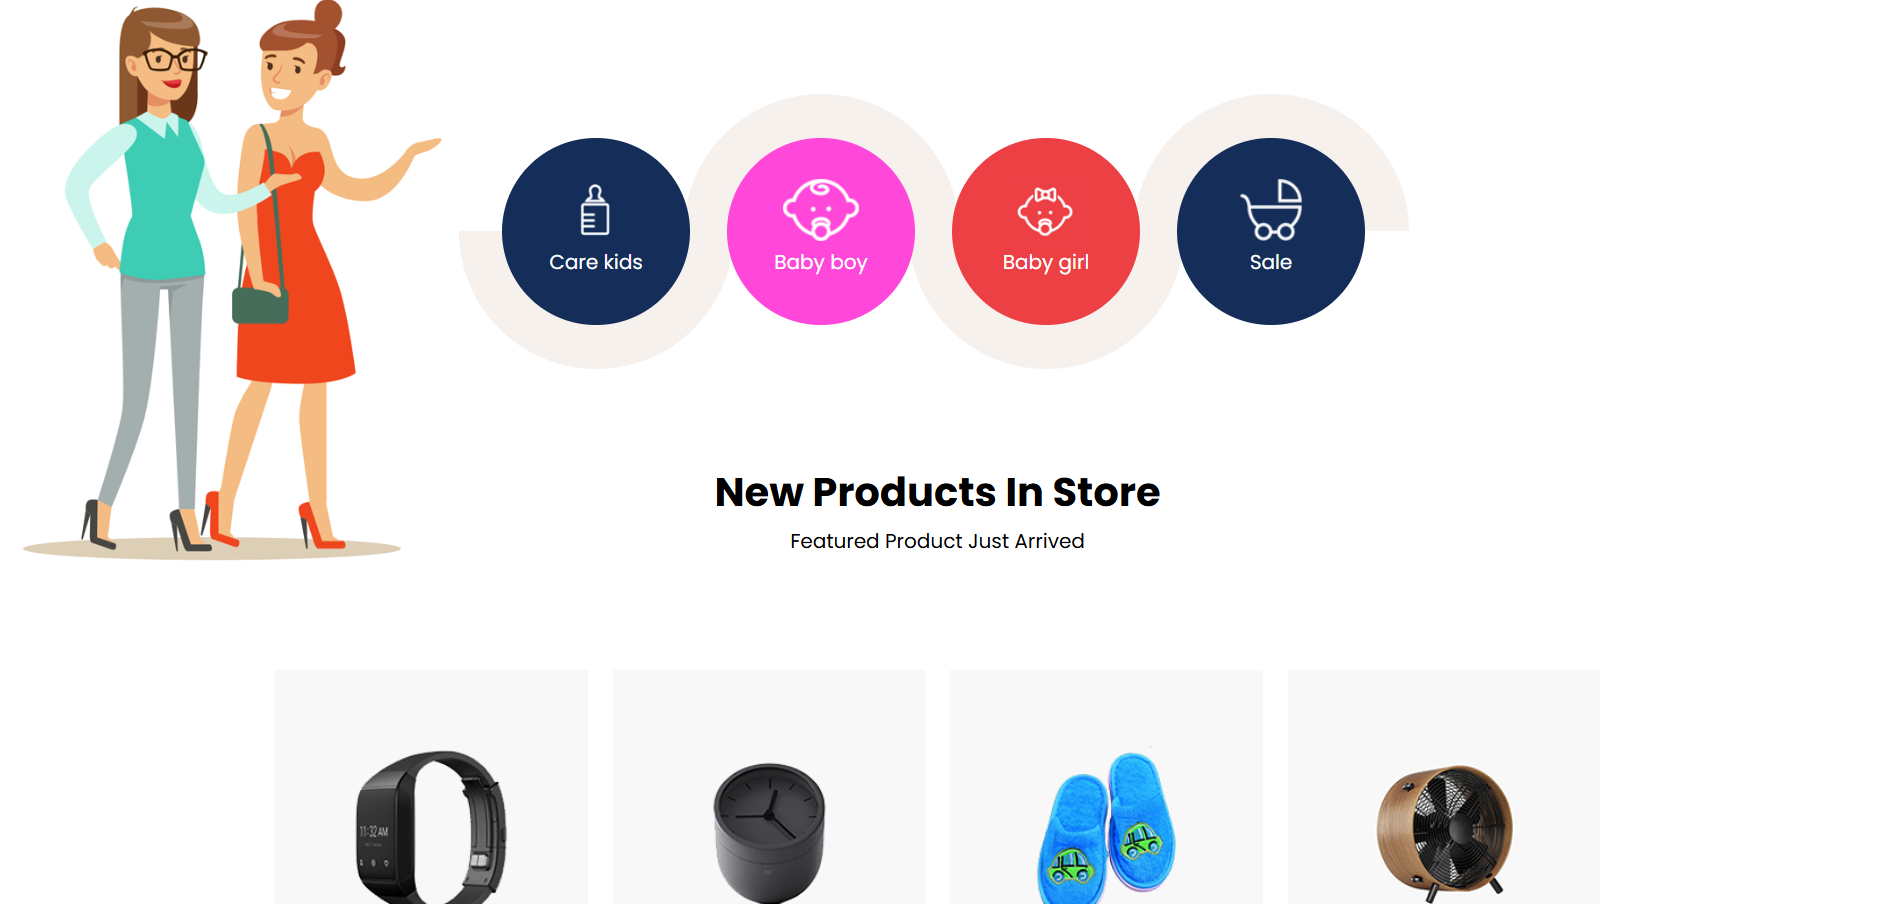 Care kids
Baby boy
Baby girl
Sale
New Products In Store
Featured Product Just Arrived
11:32 AM